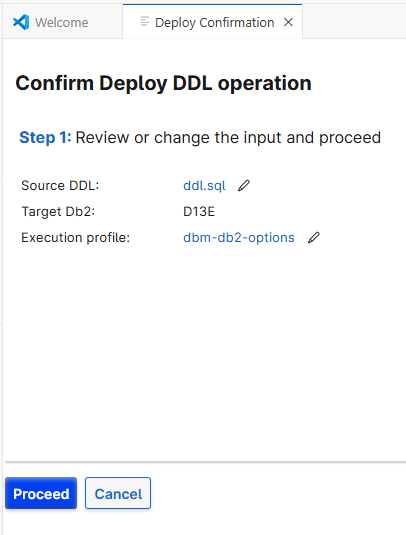 Welcome
Deploy Confirmation
Confirm Deploy DDL operation
Step 1: Review or change the input and proceed
Source DDL: ddl.sql
Target Db2: D13E
Execution profile: dbm-db2-options
Proceed
Cancel